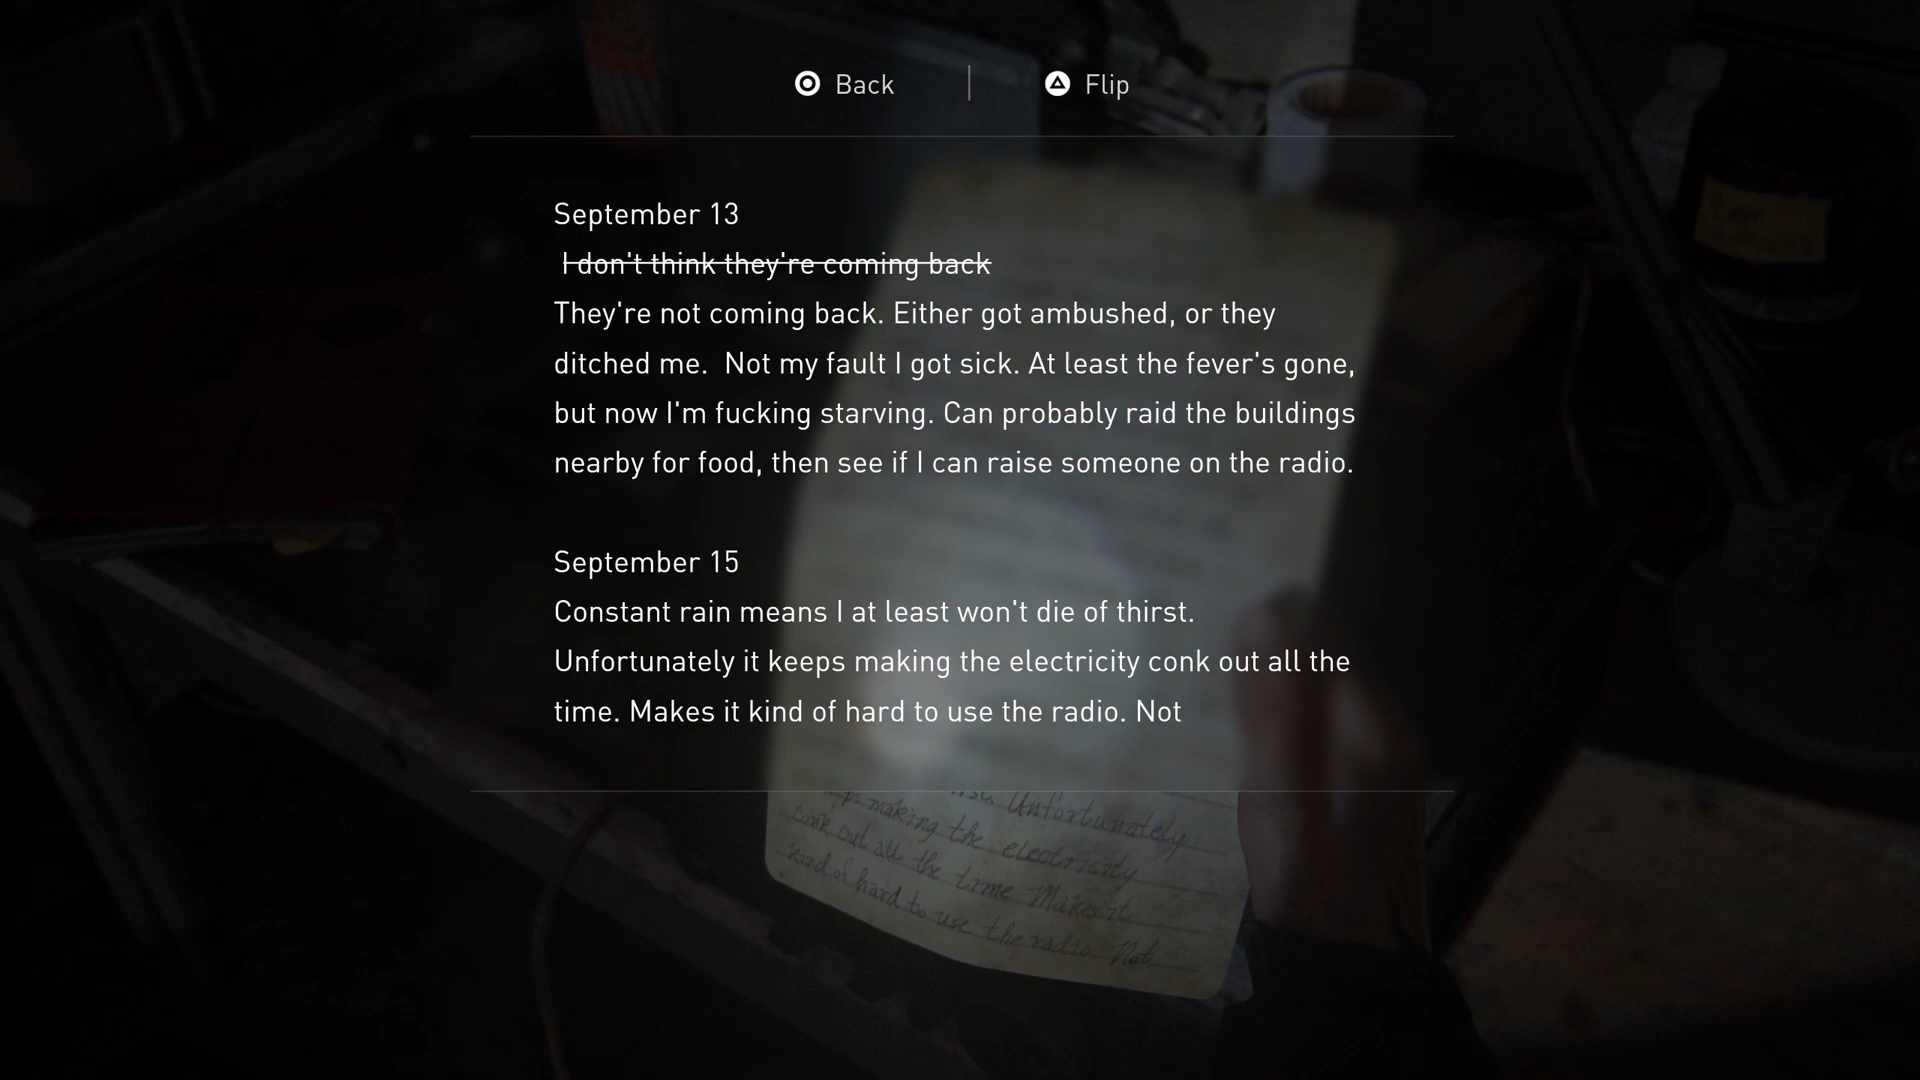 Back
Flip
September 13
I don't think they're coming back
They're not coming back. Either got ambushed, or they
ditched me.  Not my fault I got sick. At least the fever's gone,
but now I'm fucking starving. Can probably raid the buildings
nearby for food, then see if I can raise someone on the radio.
September 15
Constant rain means I at least won't die of thirst.
Unfortunately it keeps making the electricity conk out all the
time. Makes it kind of hard to use the radio. Not
Unfortunately
making the electricity
conk out all the time Makes it
kind of hard to use the radio. Not